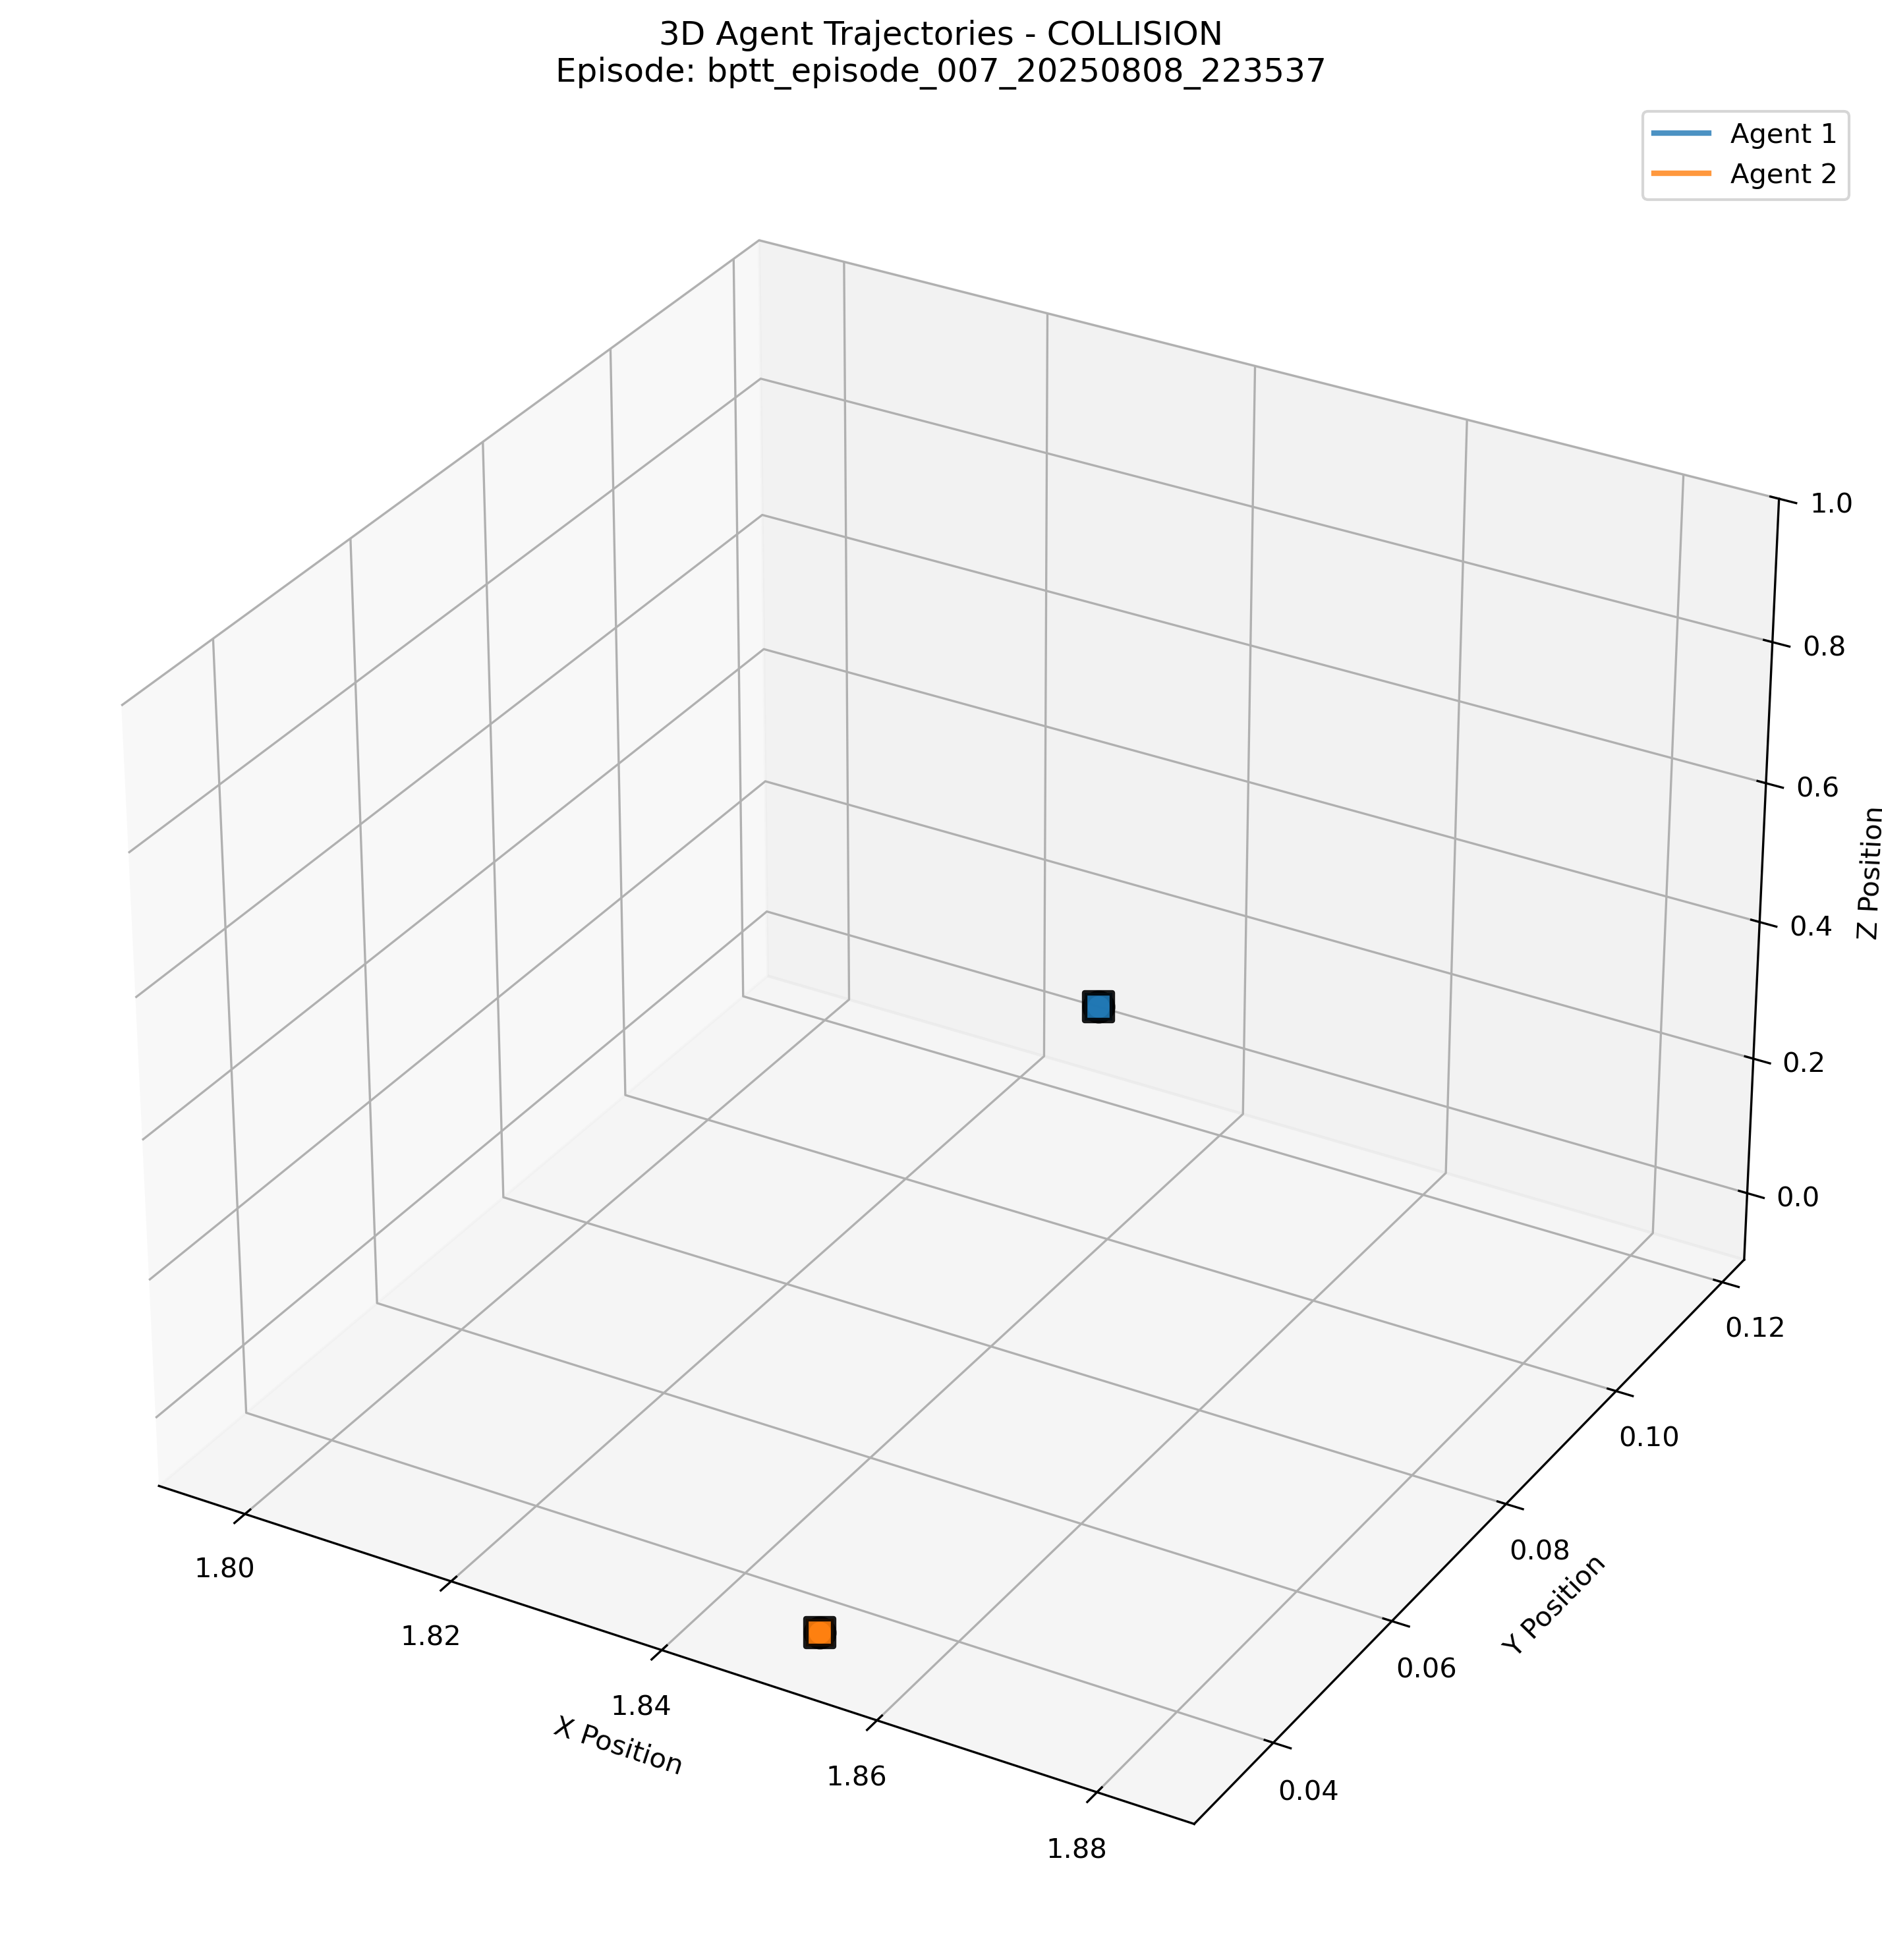 3D Agent Trajectories - COLLISION
Episode: bptt_episode_007_20250808_223537
Agent 1
Agent 2
1.0
0.8
0.6
0.4
0.2
0.0
Z Position
0.12
0.10
0.08
0.06
0.04
Y Position
1.80
1.82
1.84
1.86
1.88
X Position